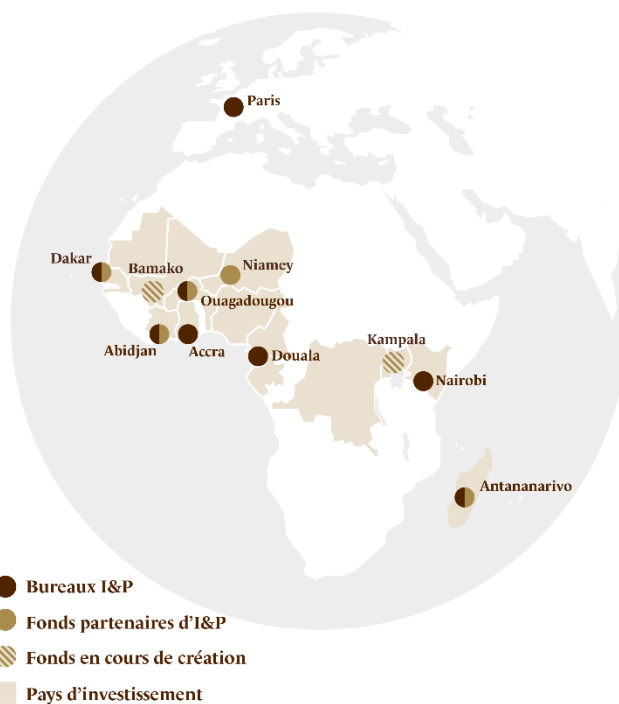 Paris
Dakar
Bamako
Niamey
Ouagadougou
Abidjan
Accra
Douala
Kampala
Nairobi
Antananarivo
Bureaux I&P
Fonds partenaires d'I&P
Fonds en cours de création
Pays d'investissement